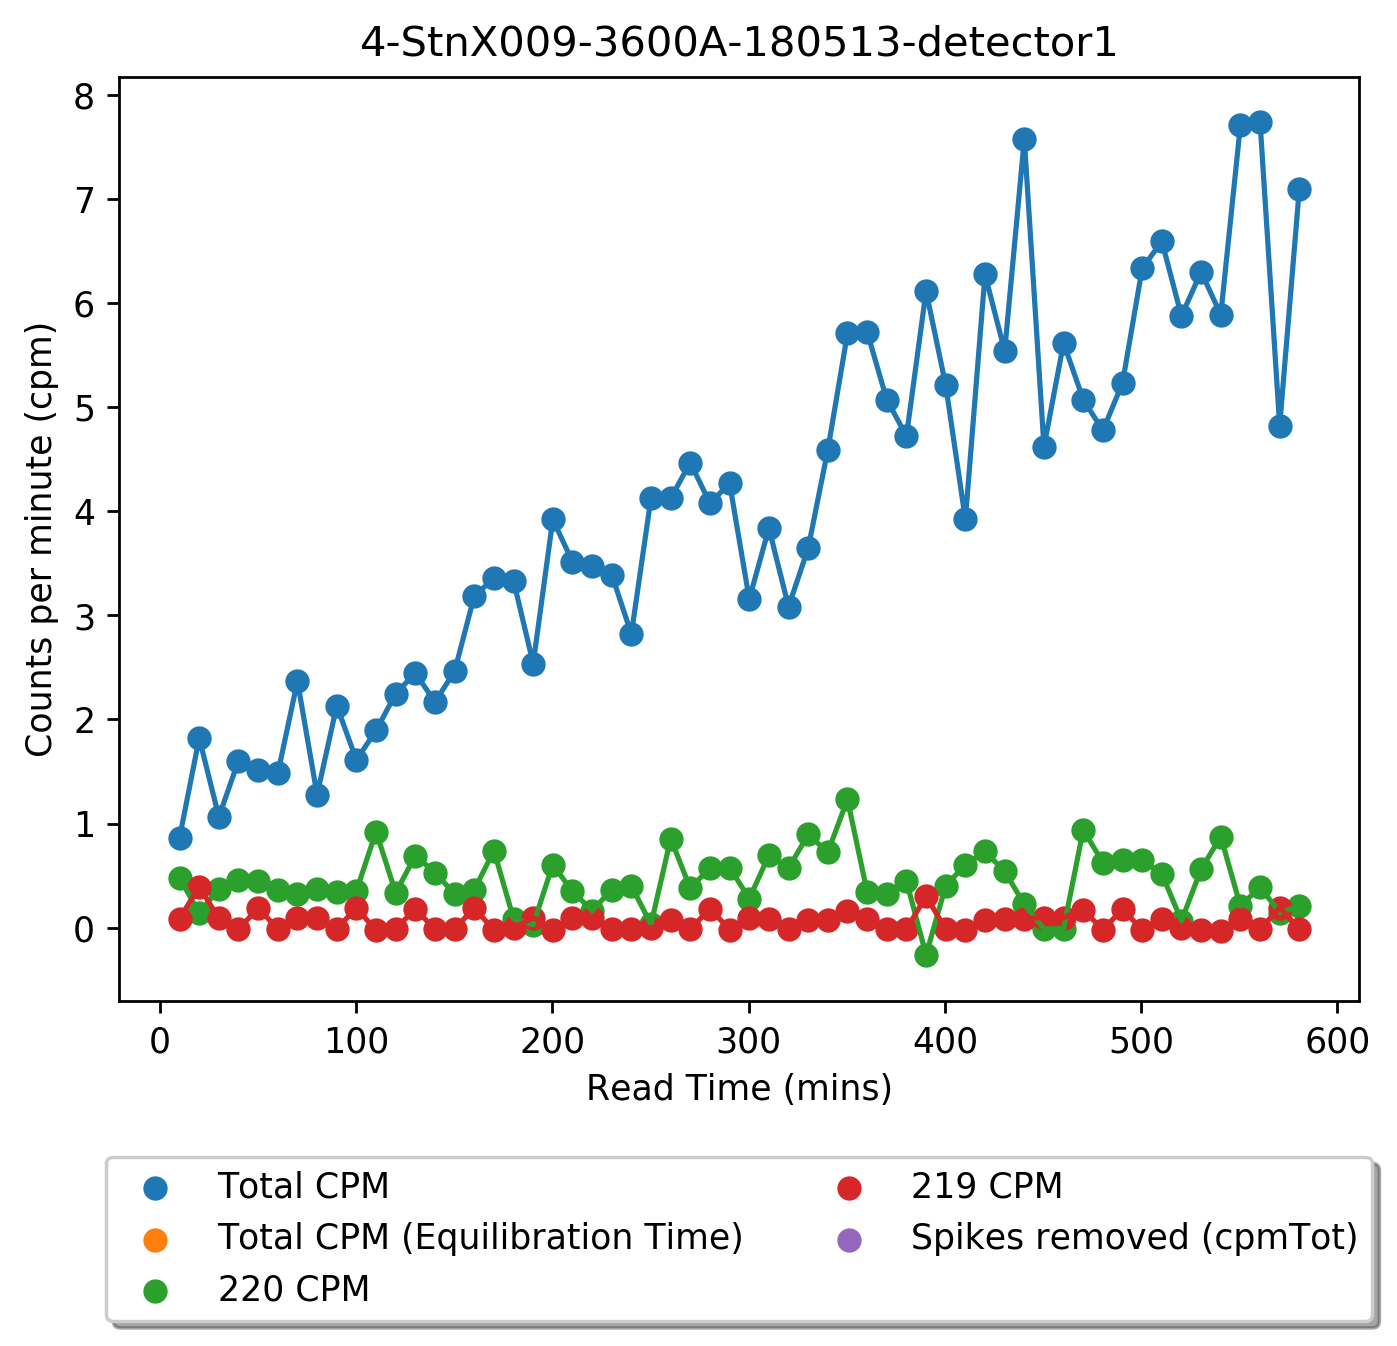 4-StnX009-3600A-180513-detector1
8
7
6
5
4
3
2
1
0
Counts per minute (cpm)
0 100 200 300 400 500 600
Read Time (mins)
Total CPM
Total CPM (Equilibration Time)
220 CPM
219 CPM
Spikes removed (cpmTot)